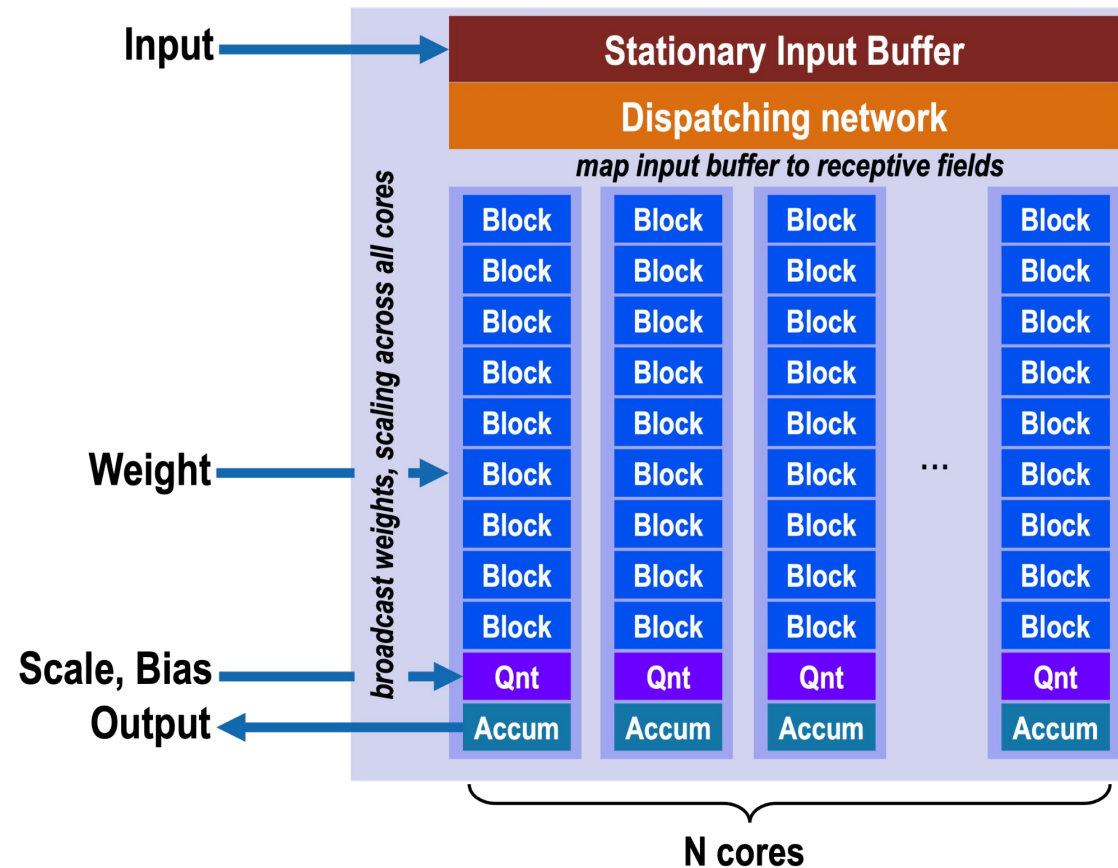 Input
Stationary Input Buffer
Dispatching network
map input buffer to receptive fields
broadcast weights, scaling across all cores
Block Block Block Block
Block Block Block Block
Block Block Block Block
Block Block Block Block
Block Block Block Block
Weight
Block Block Block ... Block
Block Block Block Block
Block Block Block Block
Block Block Block Block
Scale, Bias
Qnt Qnt Qnt Qnt
Output
Accum Accum Accum Accum
N cores